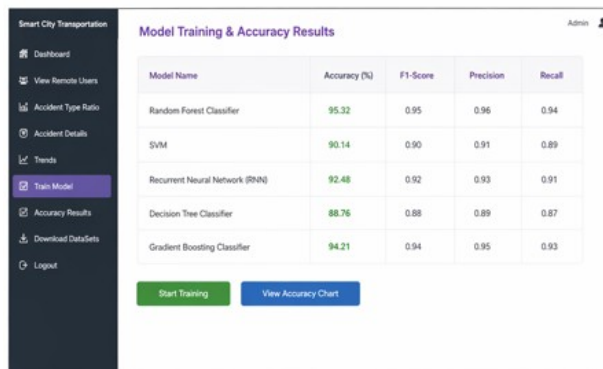 Smart City Transportation
Admin
Dashboard
View Remote Users
Accident Type Ratio
Accident Details
Trends
Train Model
Accuracy Results
Download DataSets
Logout
Model Training & Accuracy Results
Model Name Accuracy (%) F1-Score Precision Recall
Random Forest Classifier 95.32 0.95 0.96 0.94
SVM 90.14 0.90 0.91 0.89
Recurrent Neural Network (RNN) 92.48 0.92 0.93 0.91
Decision Tree Classifier 88.76 0.88 0.89 0.87
Gradient Boosting Classifier 94.21 0.94 0.95 0.93
Start Training View Accuracy Chart